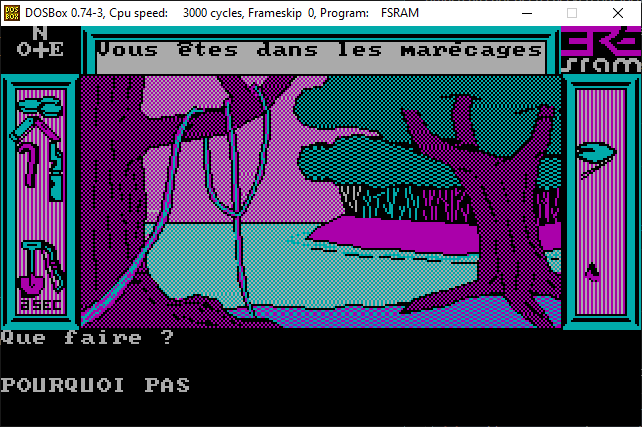 DOSBox 0.74-3, Cpu speed: 3000 cycles, Frameskip 0, Program: FSRAM
N
O E
Vous êtes dans les marécages
ERE
sram
Que faire ?
POURQUOI PAS